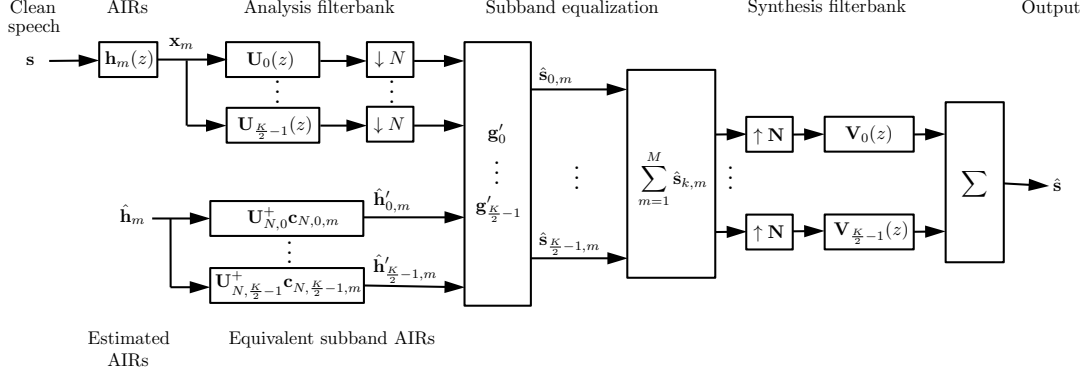 Clean speech
AIRs
Analysis filterbank
Subband equalization
Synthesis filterbank
Output
s
h_m(z)
x_m
U_0(z)
↓ N
U_{K/2−1}(z)
↓ N
g′_0
g′_{K/2−1}
ŝ_{0,m}
ŝ_{K/2−1,m}
∑_{m=1}^{M} ŝ_{k,m}
↑ N
V_0(z)
↑ N
V_{K/2−1}(z)
∑
ŝ
ĥ_m
U^+_{N,0} c_{N,0,m}
ĥ′_{0,m}
U^+_{N,K/2−1} c_{N,K/2−1,m}
ĥ′_{K/2−1,m}
Estimated AIRs
Equivalent subband AIRs